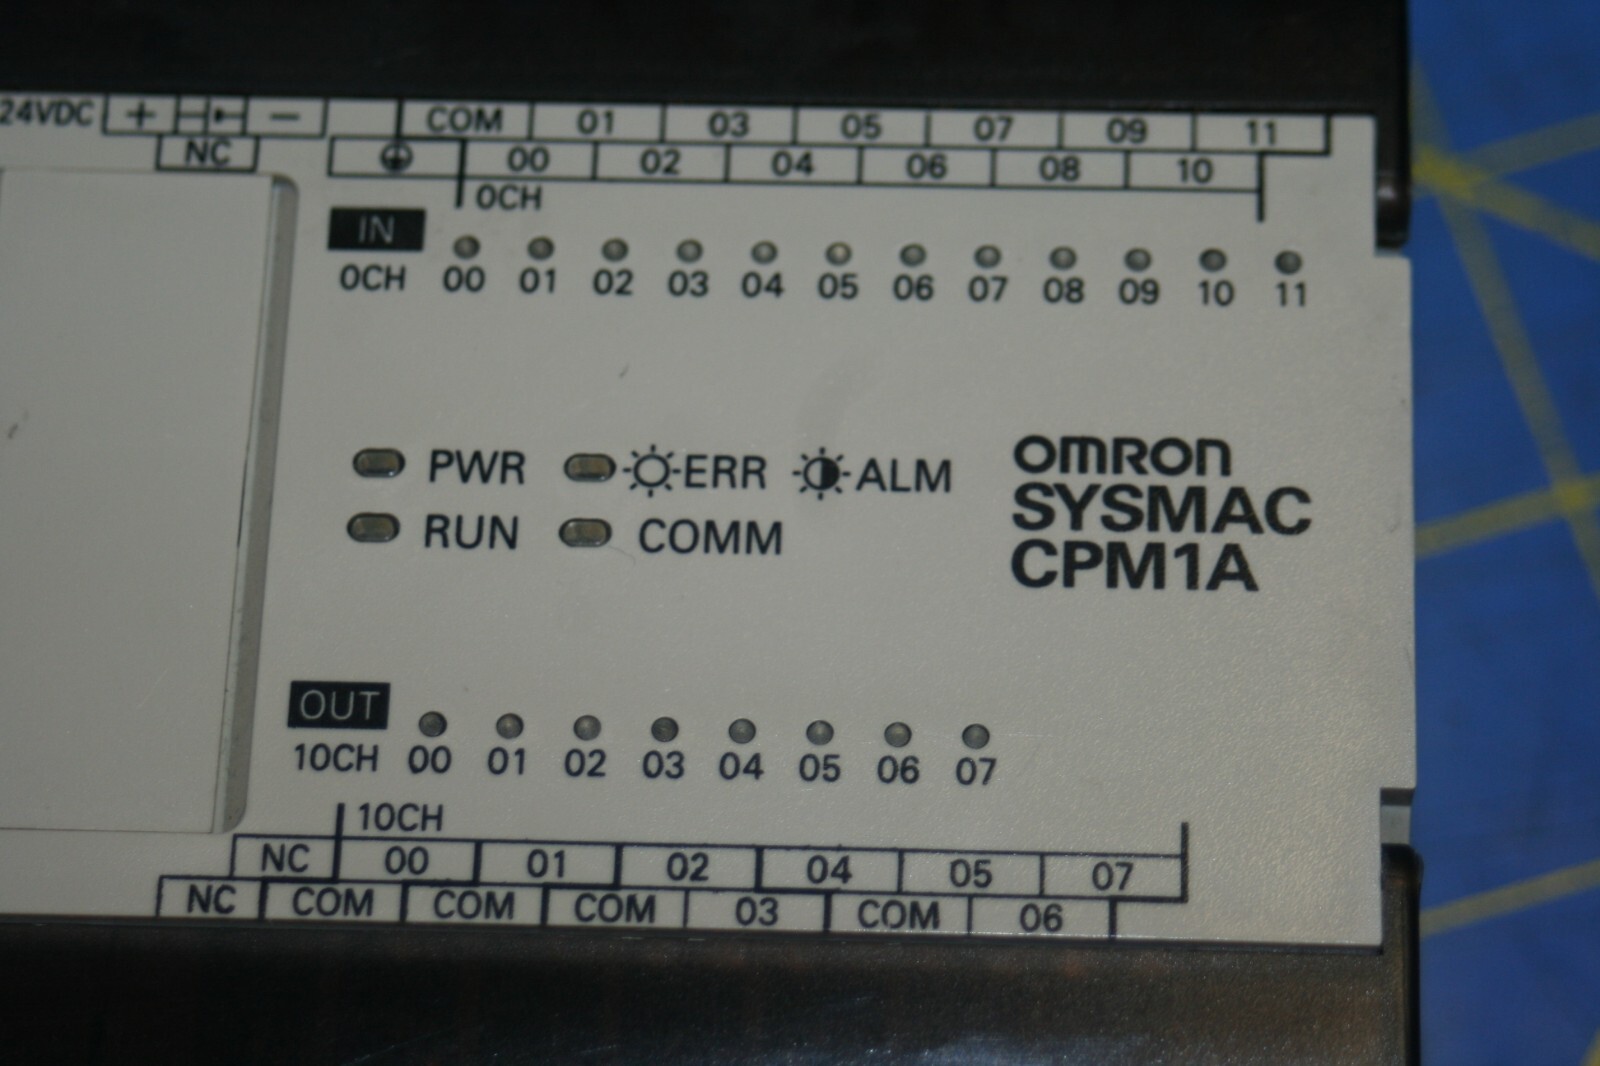 24VDC + - COM 01 03 05 07 09 11
NC 00 02 04 06 08 10
0CH
IN
0CH 00 01 02 03 04 05 06 07 08 09 10 11
PWR ERR ALM
RUN COMM
OMRON
SYSMAC
CPM1A
OUT
10CH 00 01 02 03 04 05 06 07
10CH
NC 00 01 02 04 05 07
NC COM COM COM 03 COM 06